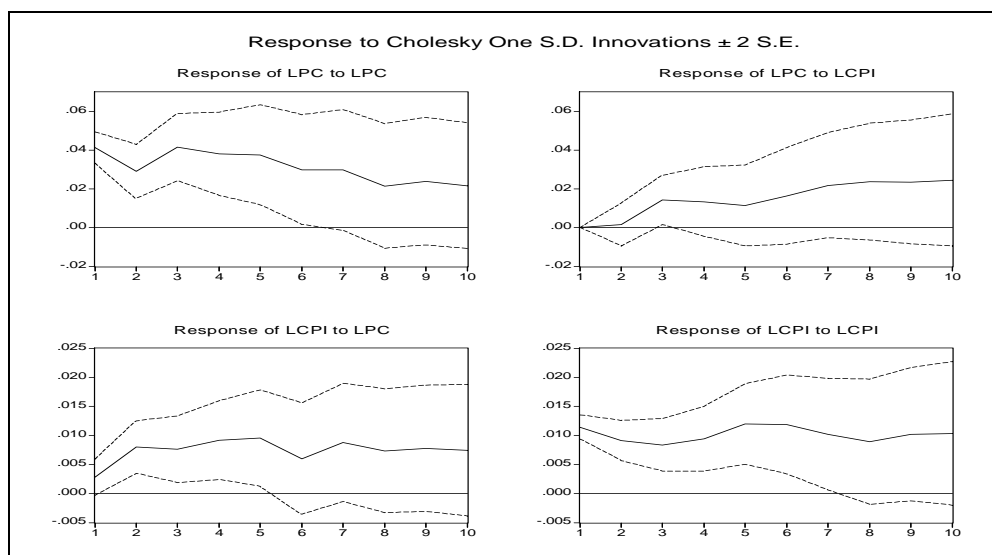 Response to Cholesky One S.D. Innovations ± 2 S.E.
Response of LPC to LPC
.06
.04
.02
.00
-.02
1 2 3 4 5 6 7 8 9 10
Response of LPC to LCPI
.06
.04
.02
.00
-.02
1 2 3 4 5 6 7 8 9 10
Response of LCPI to LPC
.025
.020
.015
.010
.005
.000
-.005
1 2 3 4 5 6 7 8 9 10
Response of LCPI to LCPI
.025
.020
.015
.010
.005
.000
-.005
1 2 3 4 5 6 7 8 9 10